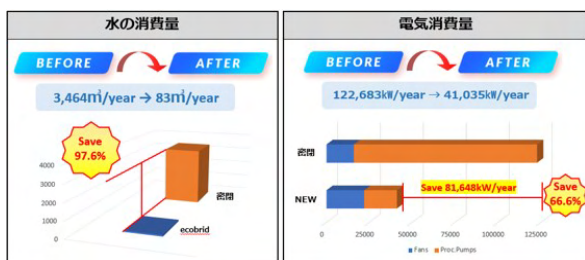 水の消費量
BEFORE
AFTER
3,464㎥/year → 83㎥/year
Save
97.6%
4000
3000
2000
1000
0
密閉
ecobrid
電気消費量
BEFORE
AFTER
122,683kW/year → 41,035kW/year
密閉
NEW
Save 81,648kW/year
Save
66.6%
0 25000 50000 75000 100000 125000
Fans Proc.Pumps